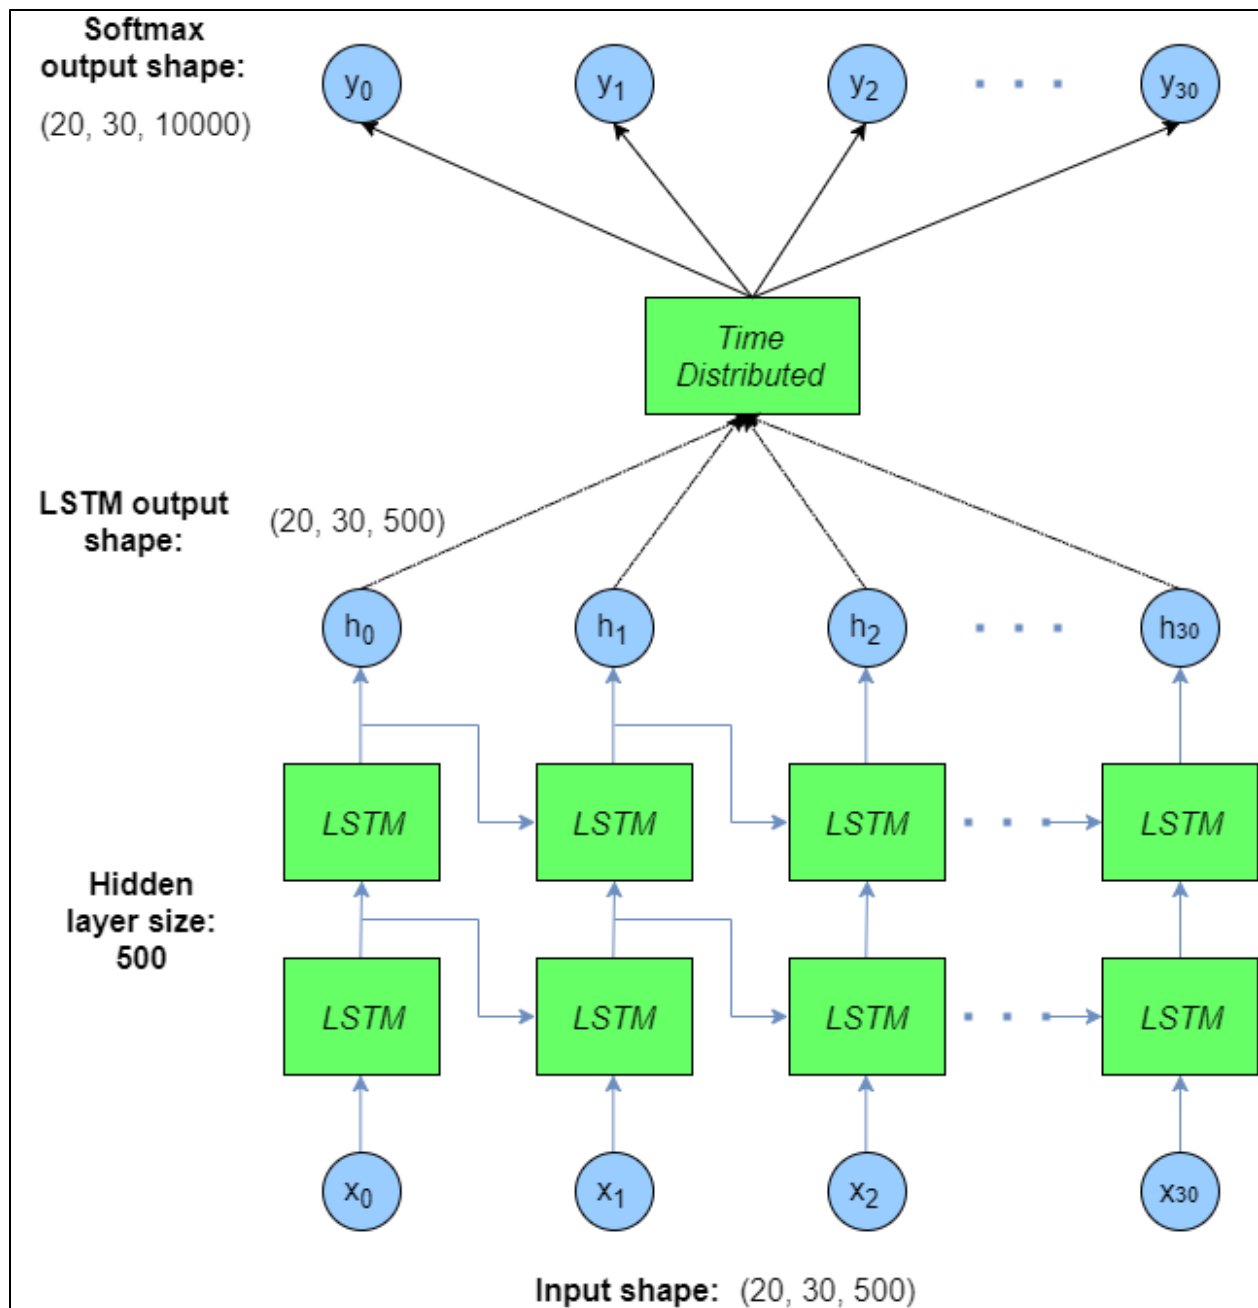 Softmax
output shape:
(20, 30, 10000)
y0 y1 y2 y30
Time
Distributed
LSTM output
shape:
(20, 30, 500)
h0 h1 h2 h30
LSTM LSTM LSTM LSTM
Hidden
layer size:
500
LSTM LSTM LSTM LSTM
x0 x1 x2 x30
Input shape: (20, 30, 500)